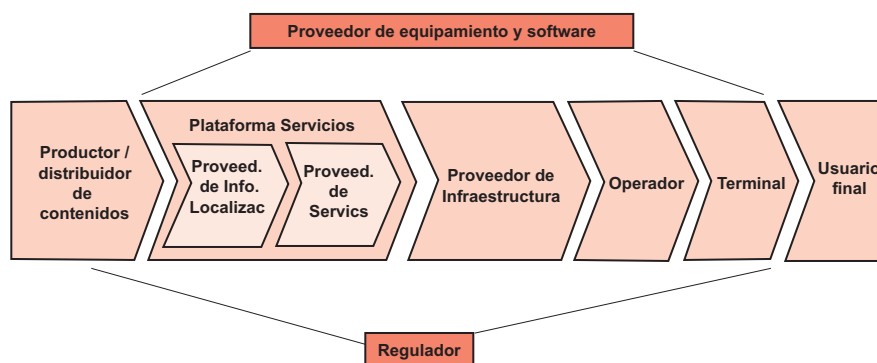 Proveedor de equipamiento y software
Productor /
distribuidor
de
contenidos
Plataforma Servicios
Proveed.
de Info.
Localizac
Proveed.
de
Servics
Proveedor de
Infraestructura
Operador
Terminal
Usuario
final
Regulador